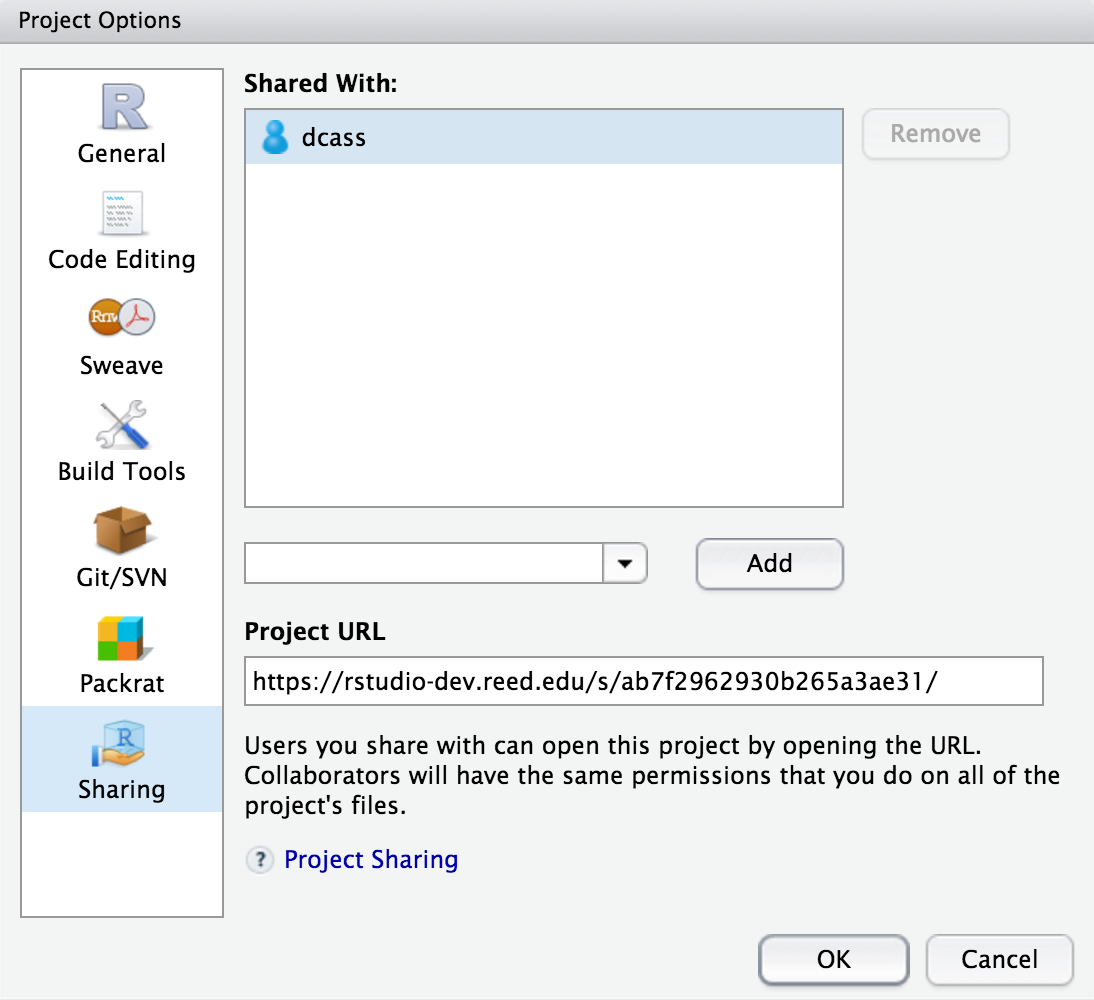 Project Options
General
Code Editing
Rnw
Sweave
Build Tools
Git/SVN
Packrat
R
Sharing
Shared With:
dcass
Remove
Add
Project URL
https://rstudio-dev.reed.edu/s/ab7f2962930b265a3ae31/
Users you share with can open this project by opening the URL.
Collaborators will have the same permissions that you do on all of the
project's files.
? Project Sharing
OK
Cancel